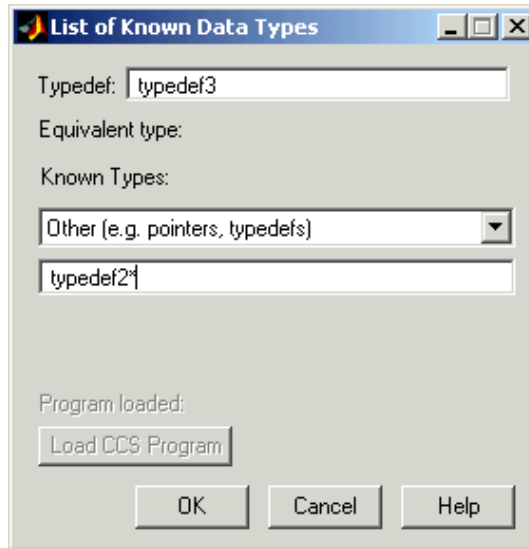 List of Known Data Types
Typedef: typedef3
Equivalent type:
Known Types:
Other (e.g. pointers, typedefs)
typedef2*
Program loaded:
Load CCS Program
OK Cancel Help